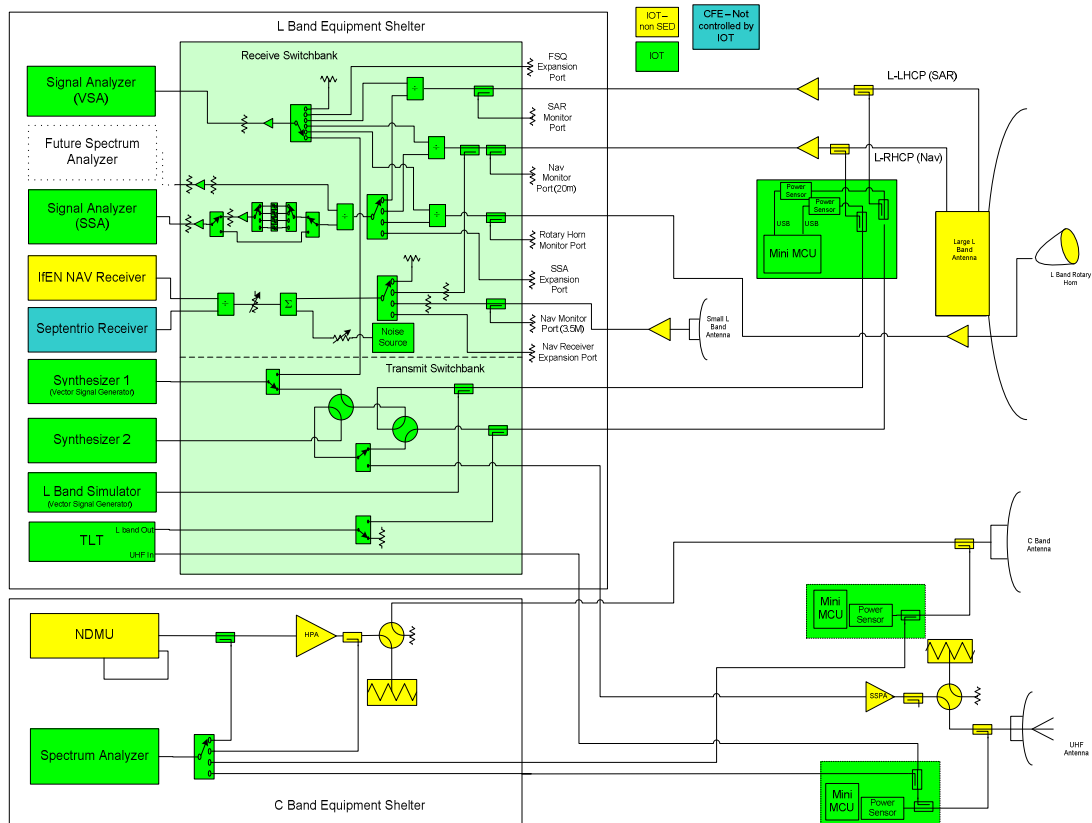 L Band Equipment Shelter
IOT–
non SED
CFE – Not
controlled by
IOT
IOT
Receive Switchbank
FSQ
Expansion
Port
L-LHCP (SAR)
Signal Analyzer
(VSA)
SAR
Monitor
Port
Future Spectrum
Analyzer
L-RHCP (Nav)
Nav
Monitor
Port (20m)
Power
Sensor
Power
Sensor
Signal Analyzer
(SSA)
Rotary Horn
Monitor Port
USB
USB
Mini MCU
Large L
Band
Antenna
L Band Rotary
Horn
IfEN NAV Receiver
SSA
Expansion
Port
Σ
Septentrio Receiver
Noise
Source
Nav Monitor
Port (3.5M)
Small L
Band Antenna
Nav Receiver
Expansion Port
Transmit Switchbank
Synthesizer 1
(Vector Signal Generator)
Synthesizer 2
L Band Simulator
(Vector Signal Generator)
TLT
L band Out
UHF In
C Band
Antenna
Mini
MCU
Power
Sensor
NDMU
HPA
SSPA
UHF
Antenna
Spectrum Analyzer
Mini
MCU
Power
Sensor
C Band Equipment Shelter